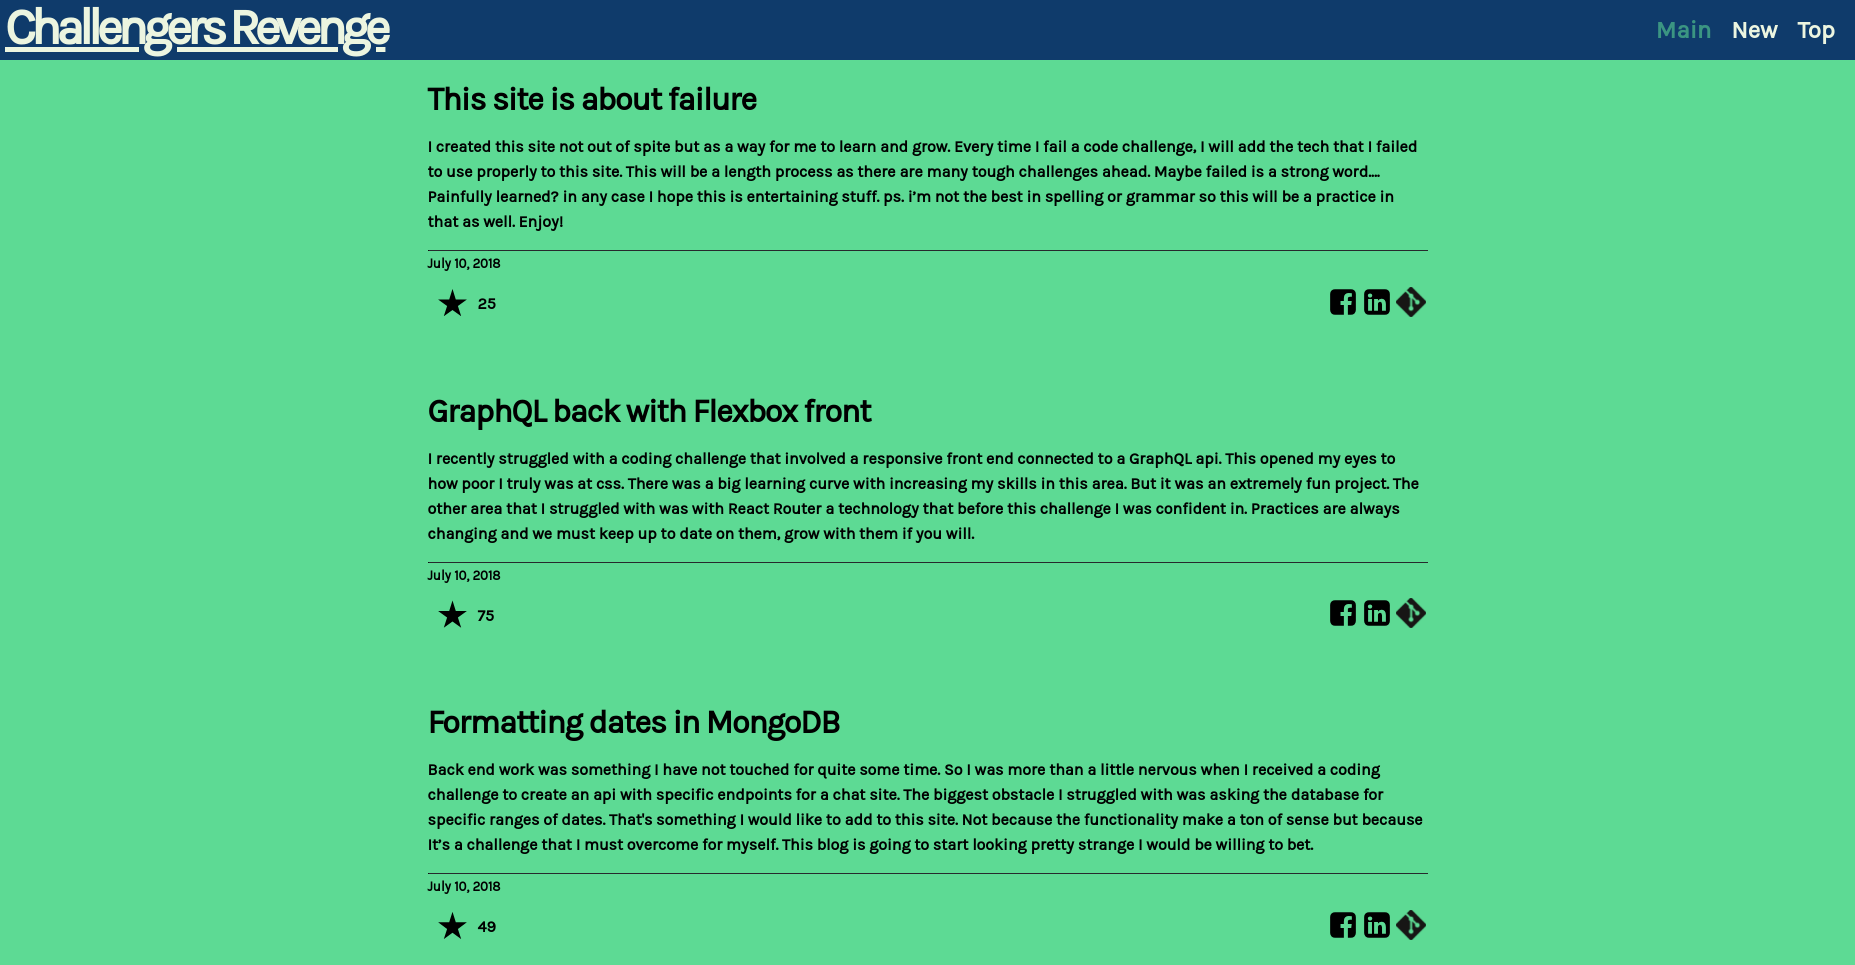 Challengers Revenge
Main New Top
This site is about failure
I created this site not out of spite but as a way for me to learn and grow. Every time I fail a code challenge, I will add the tech that I failed
to use properly to this site. This will be a length process as there are many tough challenges ahead. Maybe failed is a strong word....
Painfully learned? in any case I hope this is entertaining stuff. ps. i’m not the best in spelling or grammar so this will be a practice in
that as well. Enjoy!
July 10, 2018
25
GraphQL back with Flexbox front
I recently struggled with a coding challenge that involved a responsive front end connected to a GraphQL api. This opened my eyes to
how poor I truly was at css. There was a big learning curve with increasing my skills in this area. But it was an extremely fun project. The
other area that I struggled with was with React Router a technology that before this challenge I was confident in. Practices are always
changing and we must keep up to date on them, grow with them if you will.
July 10, 2018
75
Formatting dates in MongoDB
Back end work was something I have not touched for quite some time. So I was more than a little nervous when I received a coding
challenge to create an api with specific endpoints for a chat site. The biggest obstacle I struggled with was asking the database for
specific ranges of dates. That's something I would like to add to this site. Not because the functionality make a ton of sense but because
It’s a challenge that I must overcome for myself. This blog is going to start looking pretty strange I would be willing to bet.
July 10, 2018
49